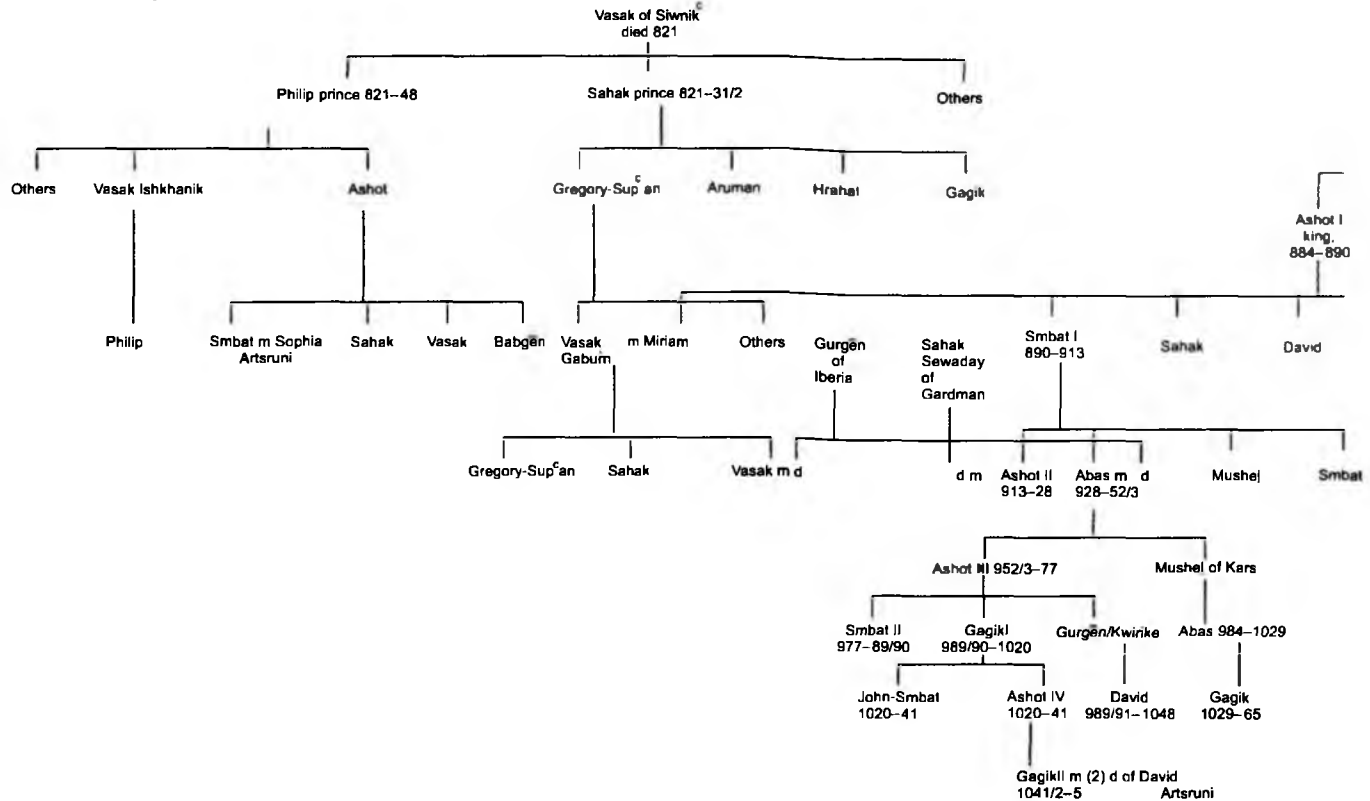 Vasak of Siwnikᶜ
died 821
Philip prince 821–48
Sahak prince 821–31/2
Others
Others
Vasak Ishkhanik
Ashot
Gregory-Supᶜan
Aruman
Hrahat
Gagik
Ashot I
king,
884–890
Philip
Smbat m Sophia
Artsruni
Sahak
Vasak
Babgen
Vasak
Gabum
m Miriam
Others
Gurgen
of
Iberia
Sahak
Sewaday
of
Gardman
Smbat I
890–913
Sahak
David
Gregory-Supᶜan
Sahak
Vasak m d
d m
Ashot II
913–28
Abas m d
928–52/3
Mushel
Smbat
Ashot III 952/3–77
Mushel of Kars
Smbat II
977–89/90
GagikI
989/90–1020
Gurgen/Kwirike
Abas 984–1029
John-Smbat
1020–41
Ashot IV
1020–41
David
989/91–1048
Gagik
1029–65
GagikII m (2) d of David
1041/2–5 Artsruni